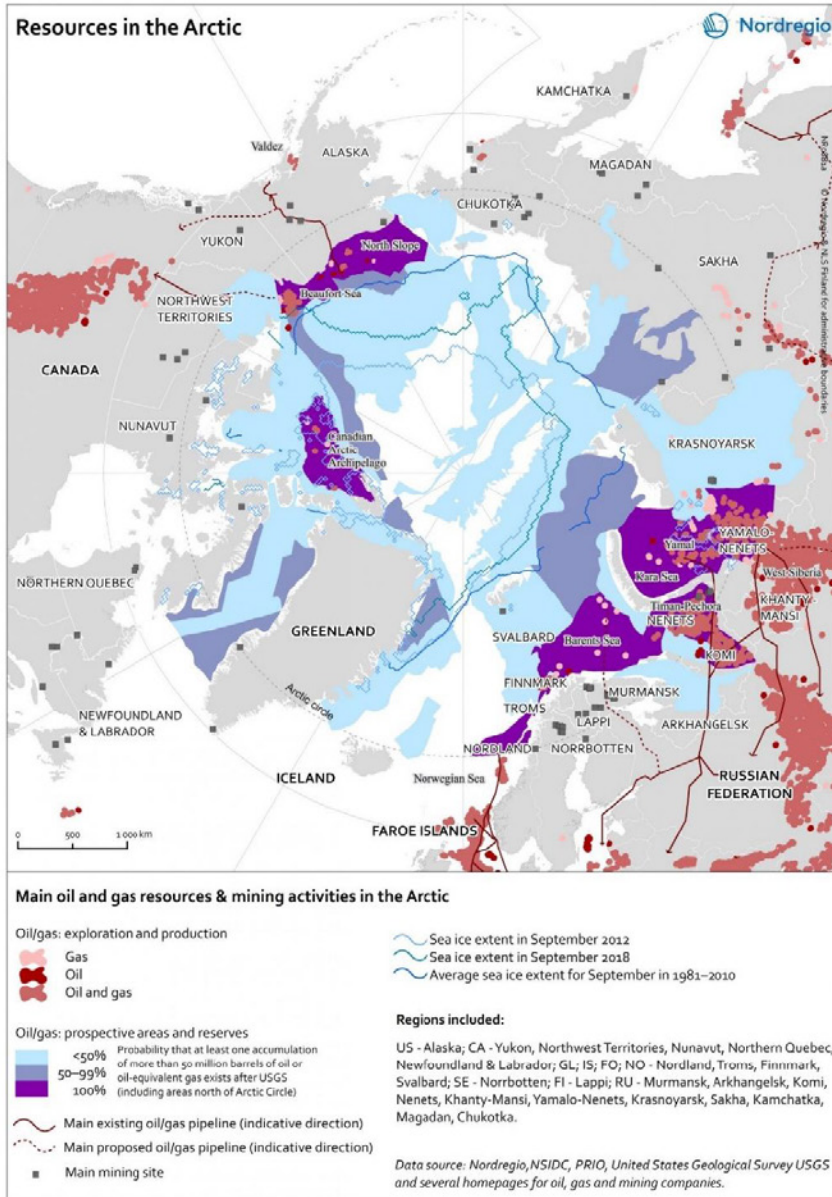 Resources in the Arctic
Nordregio
KAMCHATKA
Valdez
ALASKA
MAGADAN
CHUKOTKA
YUKON
North Slope
SAKHA
Beaufort Sea
NORTHWEST
TERRITORIES
CANADA
NUNAVUT
Canadian
Arctic
Archipelago
KRASNOYARSK
YAMALO-
NENETS
Yamal
West-Siberia
Kara Sea
KHANTY-
MANSI
NORTHERN QUEBEC
Timan-Pechora
NENETS
GREENLAND
SVALBARD
Barents Sea
KOMI
FINNMARK
MURMANSK
Arctic circle
TROMS
LAPPI
ARKHANGELSK
NEWFOUNDLAND
& LABRADOR
NORDLAND
NORRBOTTEN
ICELAND
Norwegian Sea
RUSSIAN
FEDERATION
FAROE ISLANDS
0 500 1 000 km
© Nordregio & NLS Finland for administrative boundaries
Main oil and gas resources & mining activities in the Arctic
Oil/gas: exploration and production
Gas
Oil
Oil and gas
Oil/gas: prospective areas and reserves
<50%
50–99%
100%
Probability that at least one accumulation
of more than 50 million barrels of oil or
oil-equivalent gas exists after USGS
(including areas north of Arctic Circle)
Main existing oil/gas pipeline (indicative direction)
Main proposed oil/gas pipeline (indicative direction)
Main mining site
Sea ice extent in September 2012
Sea ice extent in September 2018
Average sea ice extent for September in 1981–2010
Regions included:
US - Alaska; CA - Yukon, Northwest Territories, Nunavut, Northern Quebec,
Newfoundland & Labrador; GL; IS; FO; NO - Nordland, Troms, Finnmark,
Svalbard; SE - Norrbotten; FI - Lappi; RU - Murmansk, Arkhangelsk, Komi,
Nenets, Khanty-Mansi, Yamalo-Nenets, Krasnoyarsk, Sakha, Kamchatka,
Magadan, Chukotka.
Data source: Nordregio, NSIDC, PRIO, United States Geological Survey USGS
and several homepages for oil, gas and mining companies.